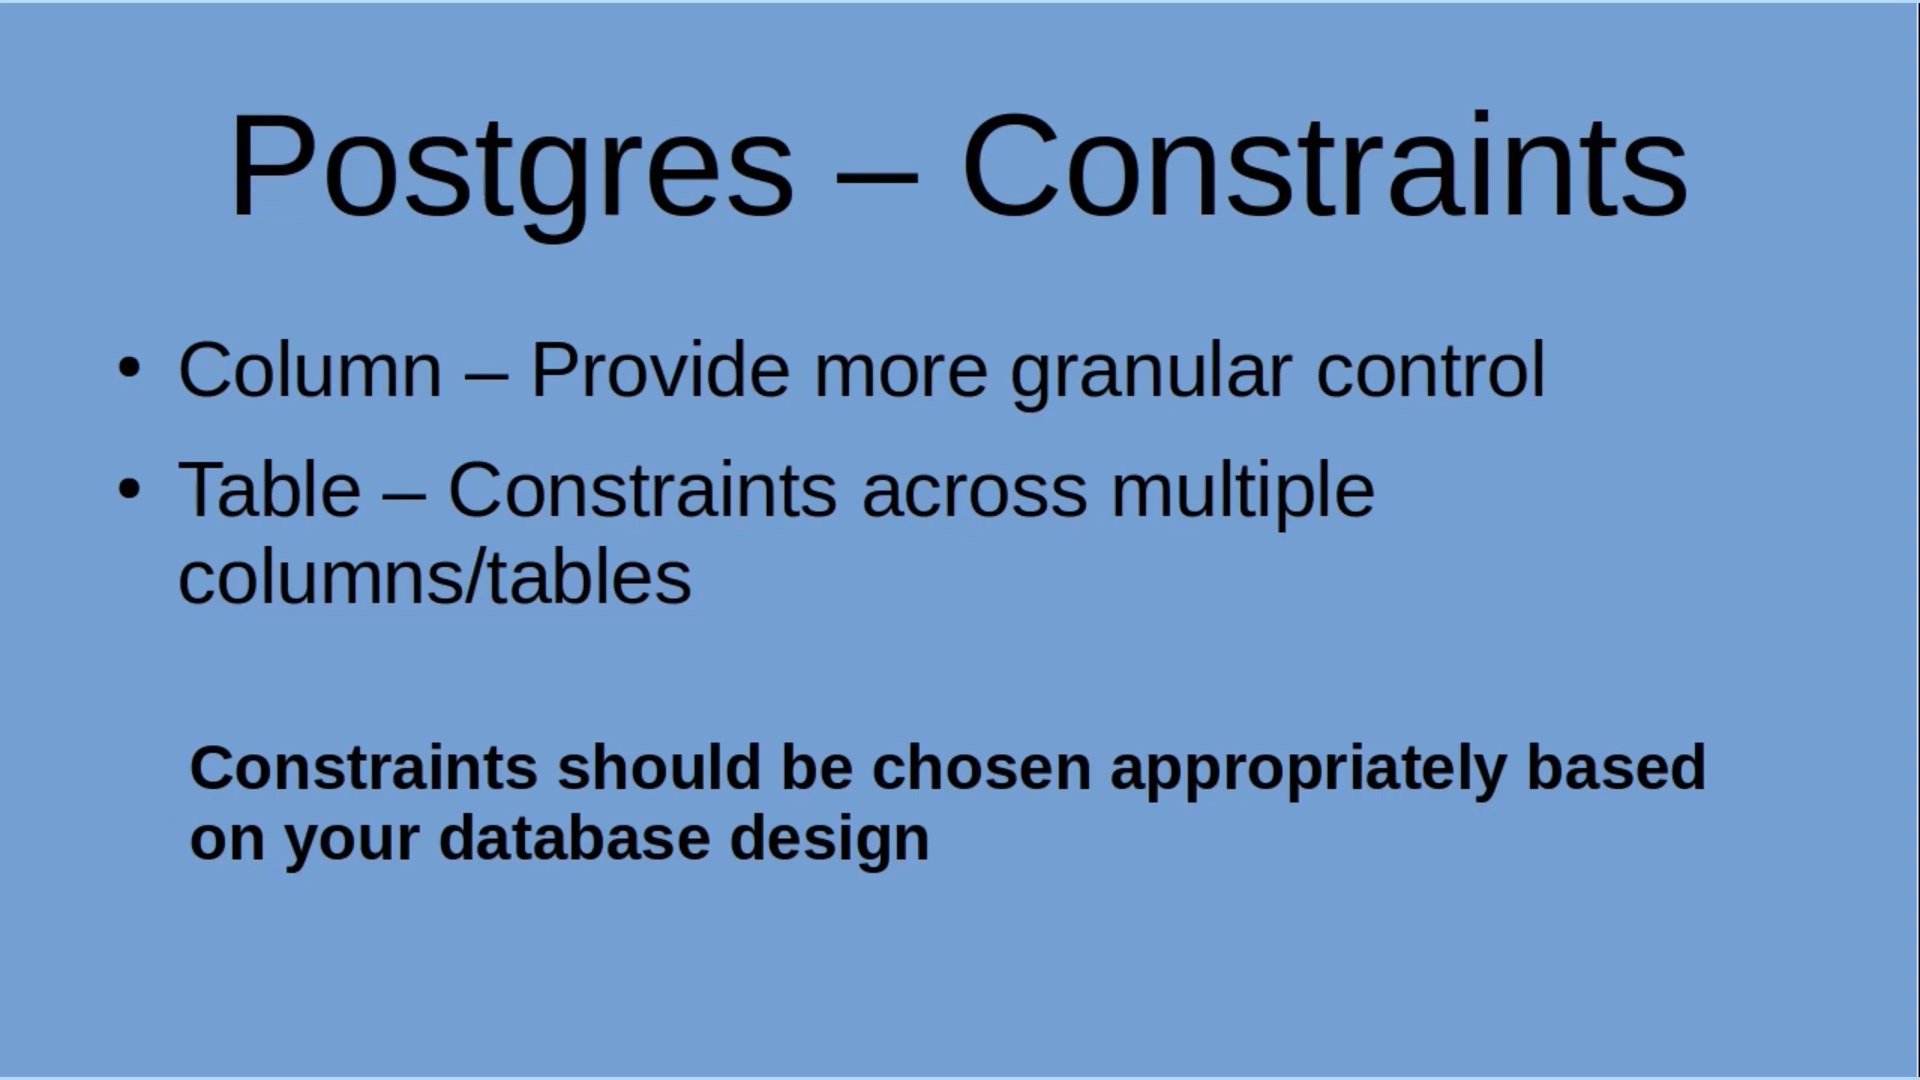 Postgres – Constraints
• Column – Provide more granular control
• Table – Constraints across multiple
columns/tables
Constraints should be chosen appropriately based
on your database design